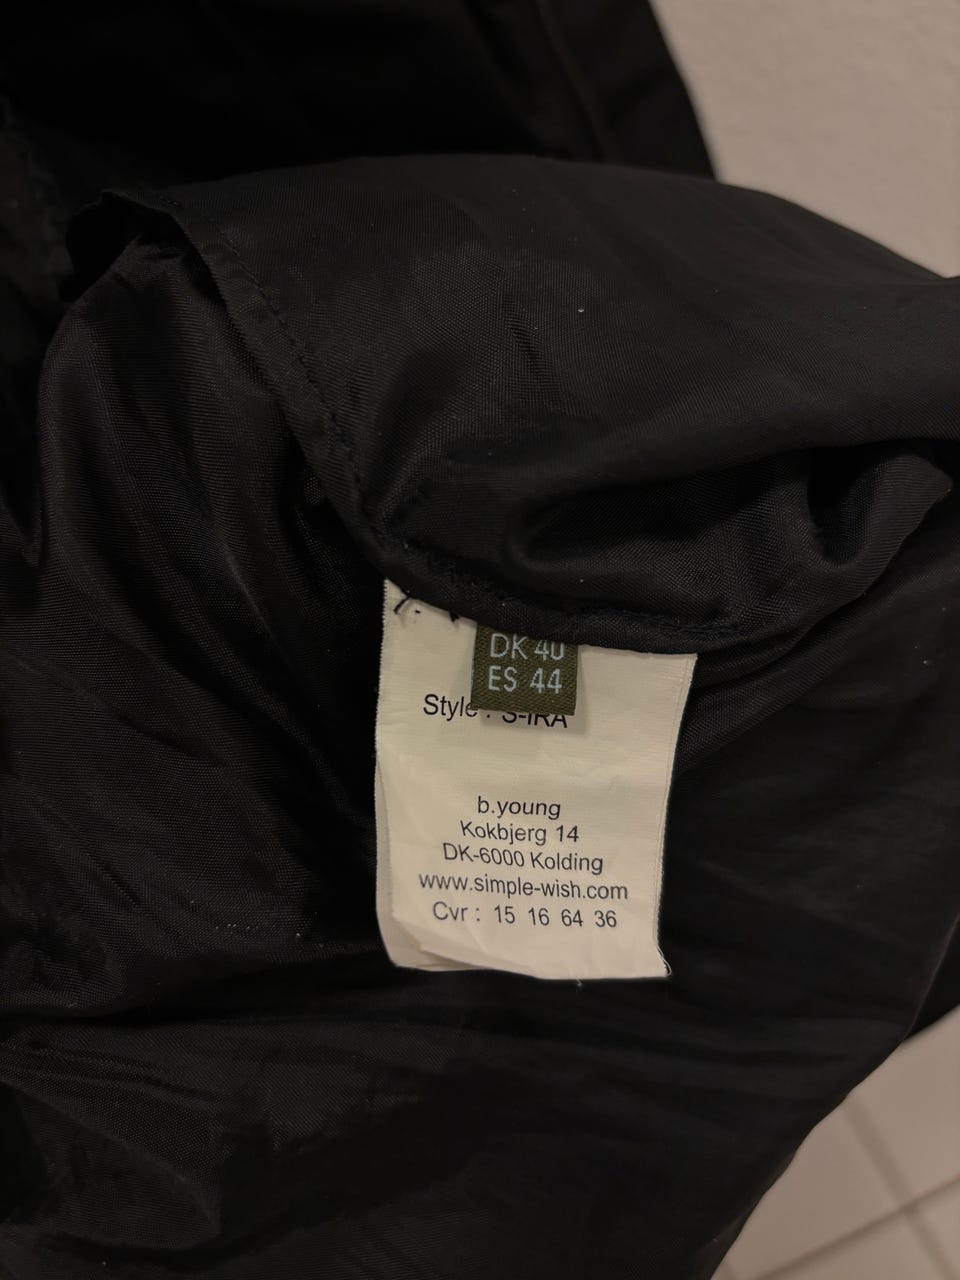 DK 40
ES 44
Style : S-IRA
b.young
Kokbjerg 14
DK-6000 Kolding
www.simple-wish.com
Cvr : 15 16 64 36